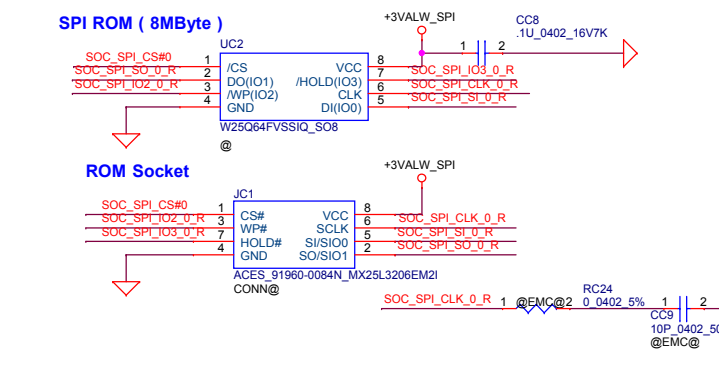 SPI ROM ( 8MByte )
+3VALW_SPI
CC8
.1U_0402_16V7K
1 2
UC2
SOC_SPI_CS#0 1 /CS VCC 8
SOC_SPI_SO_0_R 2 DO(IO1) /HOLD(IO3) 7 SOC_SPI_IO3_0_R
SOC_SPI_IO2_0_R 3 /WP(IO2) CLK 6 SOC_SPI_CLK_0_R
4 GND DI(IO0) 5 SOC_SPI_SI_0_R
W25Q64FVSSIQ_SO8
@
ROM Socket
+3VALW_SPI
JC1
SOC_SPI_CS#0 1 CS# VCC 8
SOC_SPI_IO2_0_R 3 WP# SCLK 6 SOC_SPI_CLK_0_R
SOC_SPI_IO3_0_R 7 HOLD# SI/SIO0 5 SOC_SPI_SI_0_R
4 GND SO/SIO1 2 SOC_SPI_SO_0_R
ACES_91960-0084N_MX25L3206EM2I
CONN@
RC24
SOC_SPI_CLK_0_R 1 @EMC@ 2 0_0402_5% 1 2
CC9
10P_0402_50
@EMC@